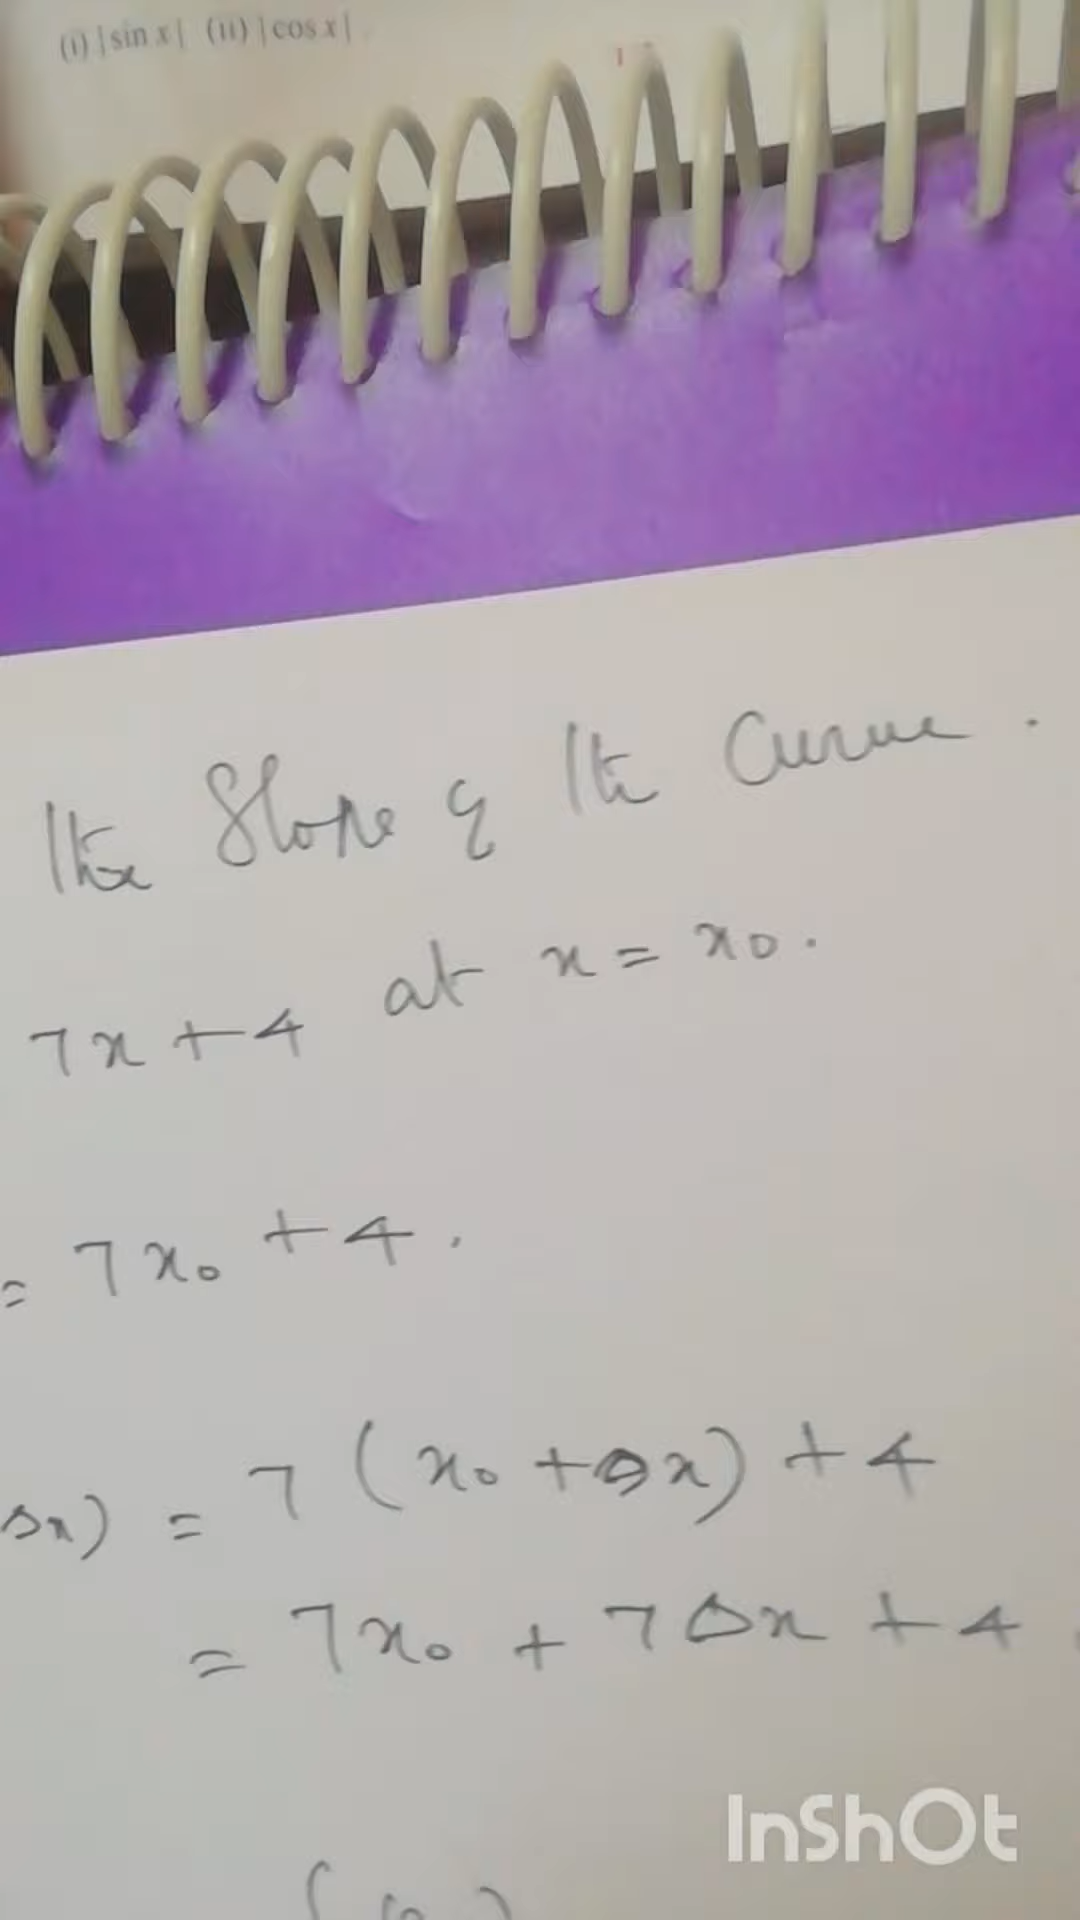 (i) |sin x| (ii) |cos x|.
the Slope of the Curve.
7x + 4 at x = x₀.
= 7x₀ + 4.
Δx) = 7 (x₀ + Δx) + 4
= 7x₀ + 7Δx + 4
InShOt